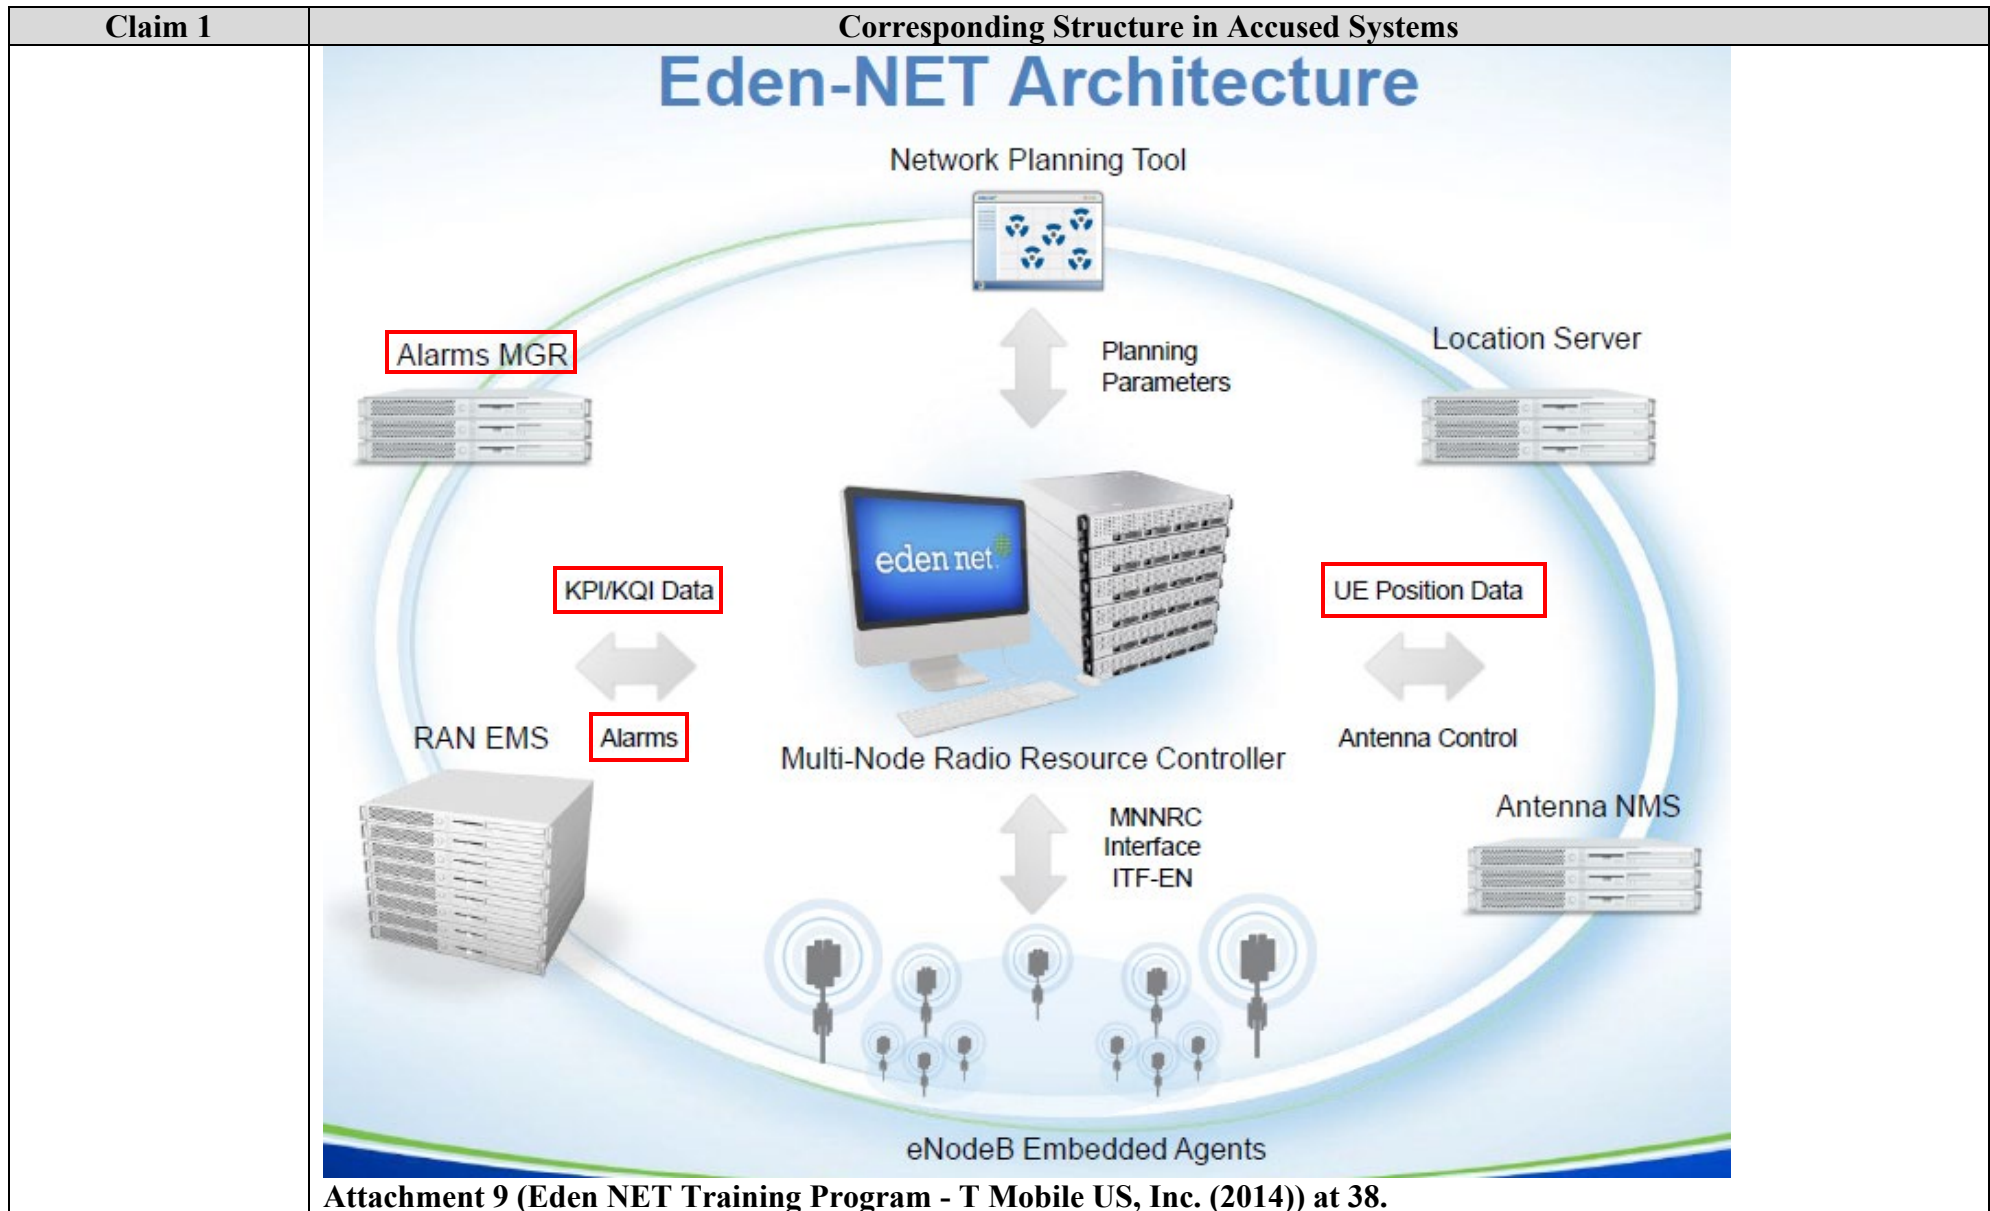 Claim 1
Corresponding Structure in Accused Systems
Eden-NET Architecture
Network Planning Tool
Planning
Parameters
Location Server
Alarms MGR
eden net
KPI/KQI Data
UE Position Data
RAN EMS
Alarms
Antenna Control
Multi-Node Radio Resource Controller
Antenna NMS
MNNRC
Interface
ITF-EN
eNodeB Embedded Agents
Attachment 9 (Eden NET Training Program - T Mobile US, Inc. (2014)) at 38.